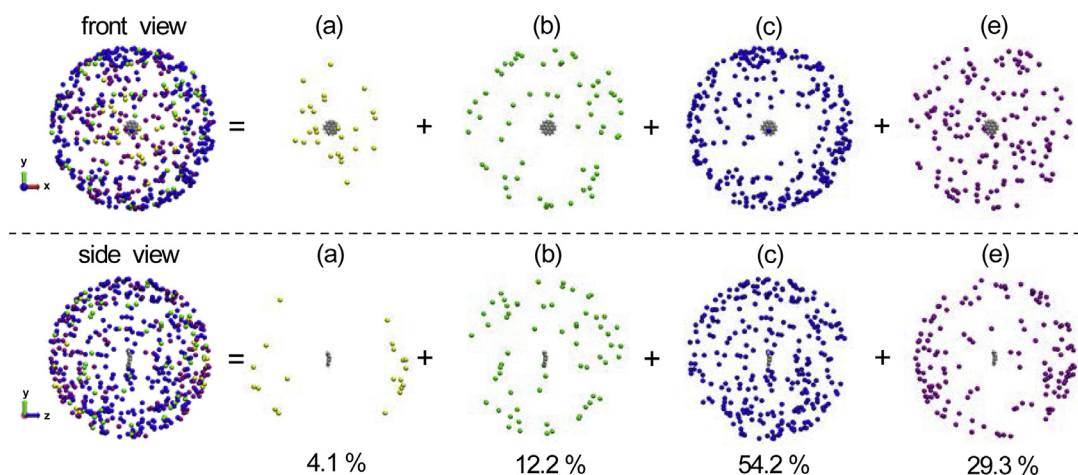 front view (a) (b) (c) (e)
= + + +
y
x
side view (a) (b) (c) (e)
= + + +
y
z
4.1 % 12.2 % 54.2 % 29.3 %